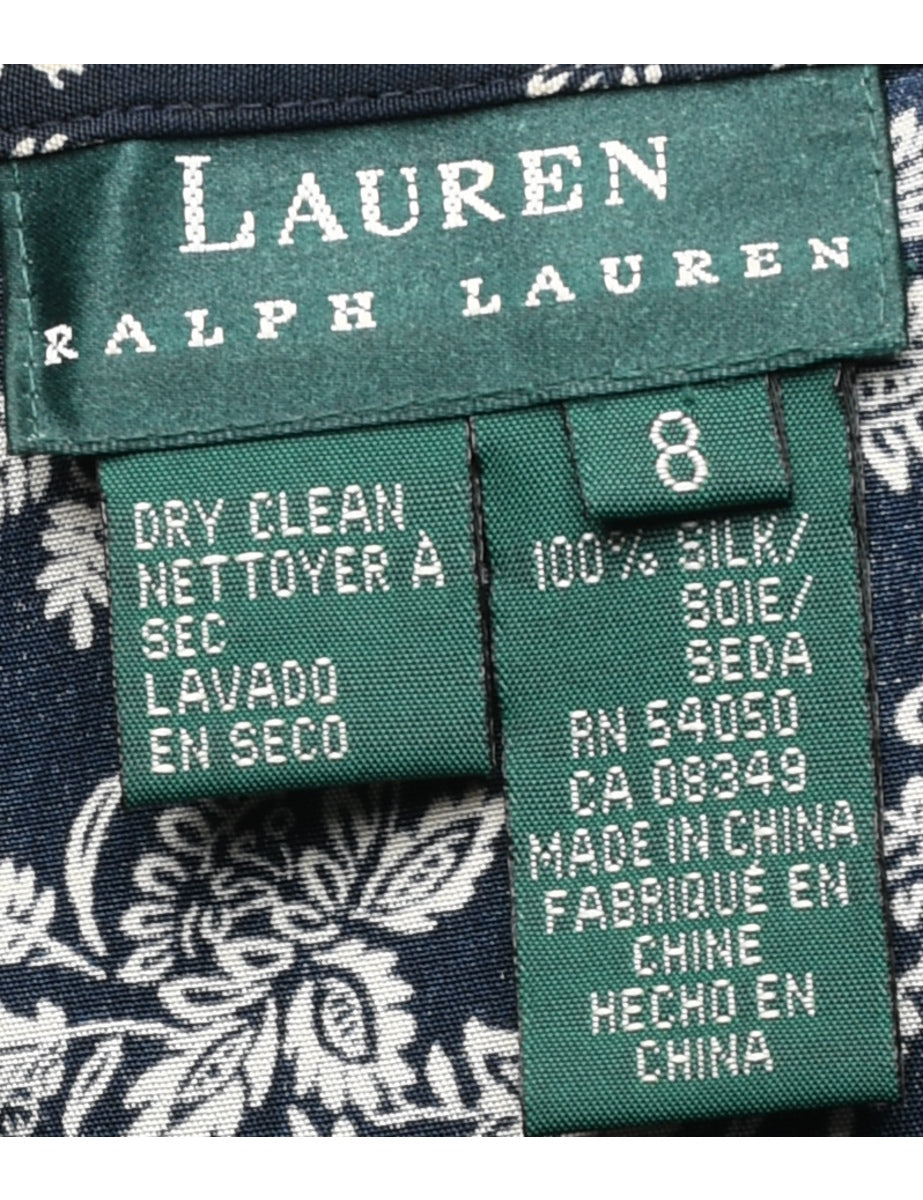 LAUREN
RALPH LAUREN
8
DRY CLEAN
NETTOYER À
SEC
LAVADO
EN SECO
100% SILK/
SOIE/
SEDA
RN 54050
CA 08349
MADE IN CHINA
FABRIQUÉ EN
CHINE
HECHO EN
CHINA